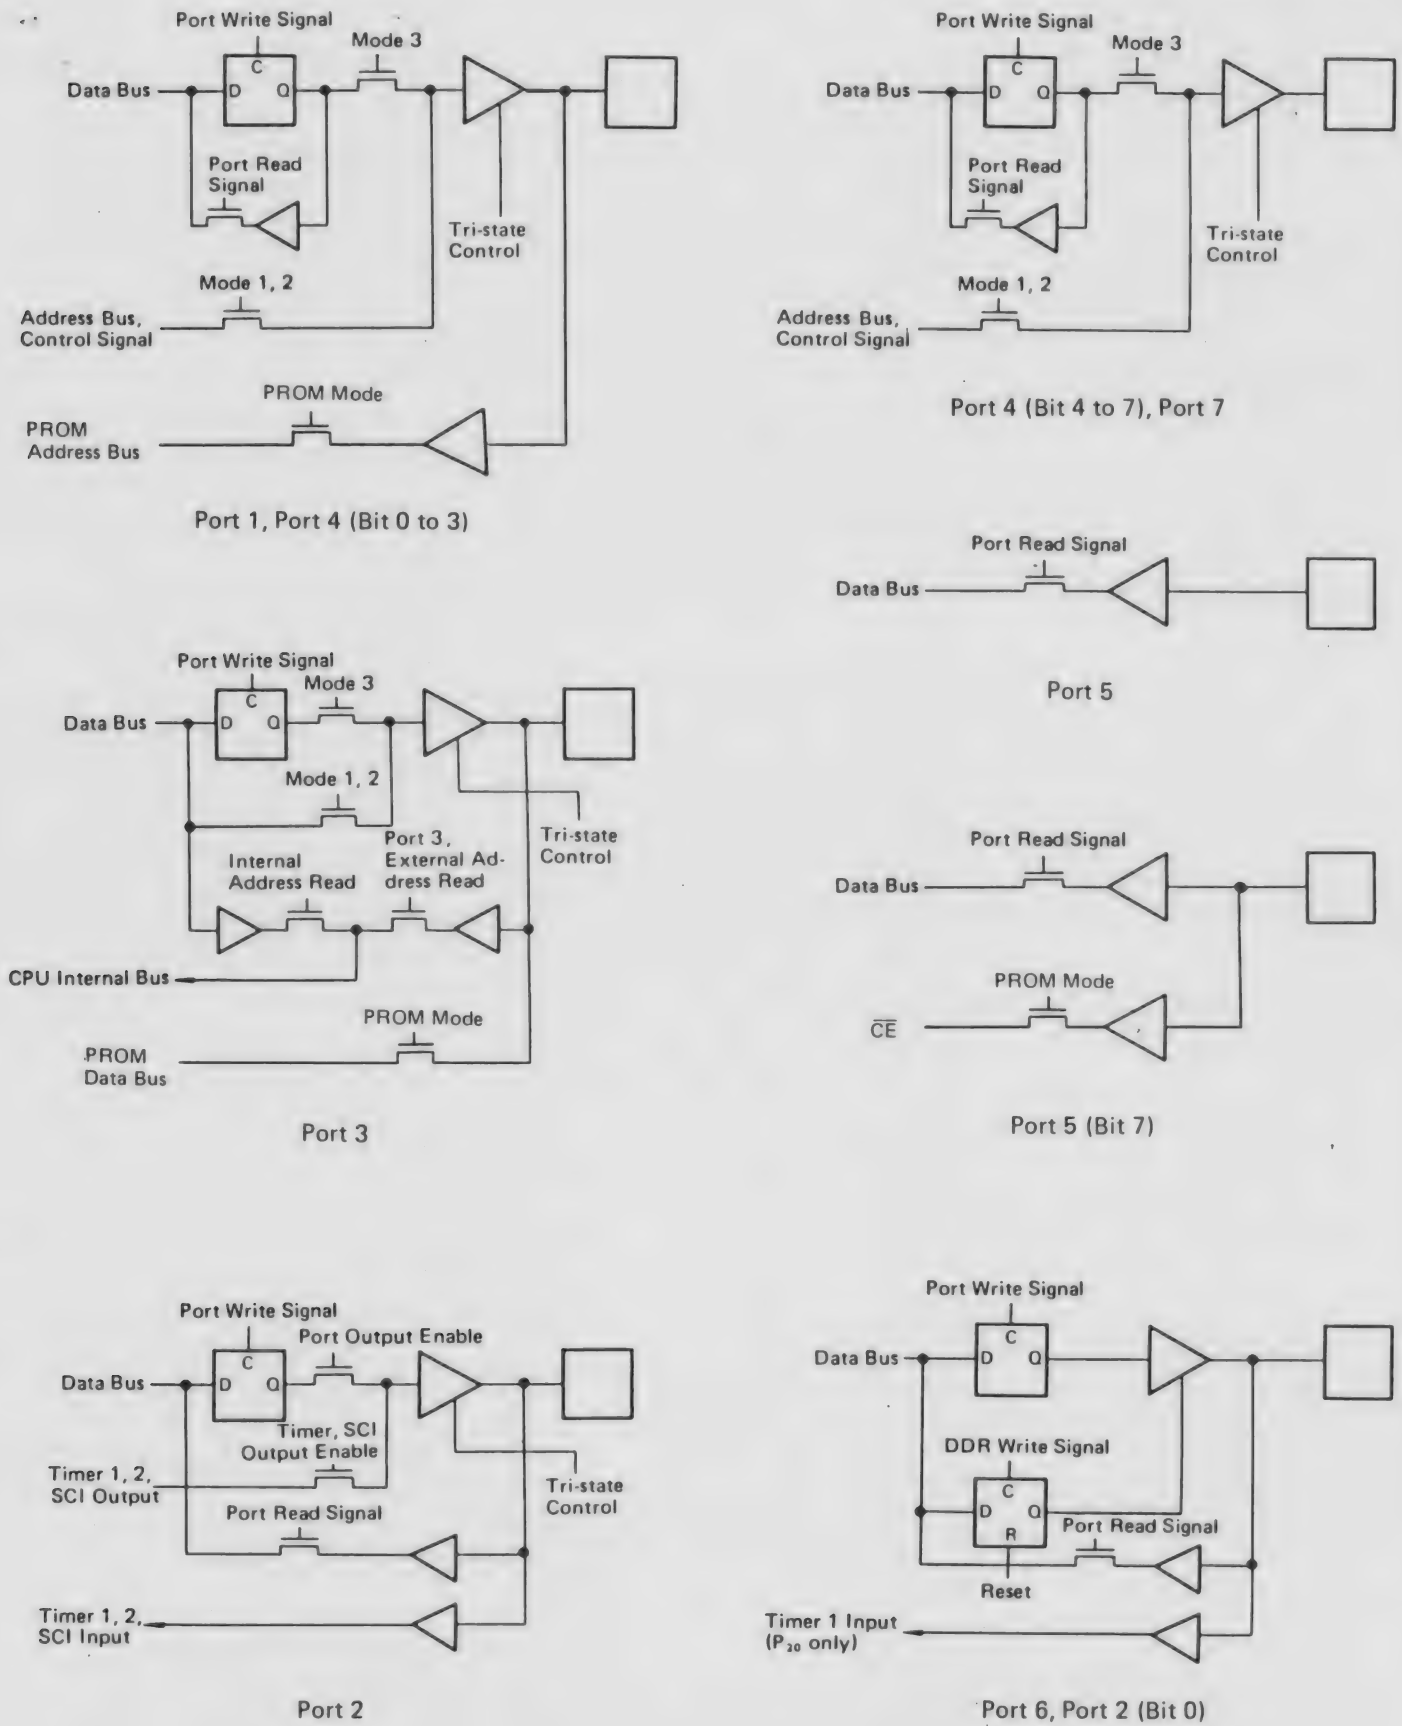 Port Write Signal
Mode 3
C
Data Bus
D
Q
Port Read
Signal
Tri-state
Control
Mode 1, 2
Address Bus,
Control Signal
PROM Mode
PROM
Address Bus
Port 1, Port 4 (Bit 0 to 3)
Port Write Signal
Mode 3
C
Data Bus
D
Q
Port Read
Signal
Tri-state
Control
Mode 1, 2
Address Bus,
Control Signal
Port 4 (Bit 4 to 7), Port 7
Port Read Signal
Data Bus
Port 5
Port Write Signal
Mode 3
C
Data Bus
D
Q
Mode 1, 2
Tri-state
Control
Port 3,
External Ad-
dress Read
Internal
Address Read
CPU Internal Bus
PROM Mode
PROM
Data Bus
Port 3
Port Read Signal
Data Bus
PROM Mode
C̅E̅
Port 5 (Bit 7)
Port Write Signal
Port Output Enable
C
Data Bus
D
Q
Timer, SCI
Output Enable
Timer 1, 2,
SCI Output
Tri-state
Control
Port Read Signal
Timer 1, 2,
SCI Input
Port 2
Port Write Signal
C
Data Bus
D
Q
DDR Write Signal
C
D
Q
R
Port Read Signal
Reset
Timer 1 Input
(P₂₀ only)
Port 6, Port 2 (Bit 0)